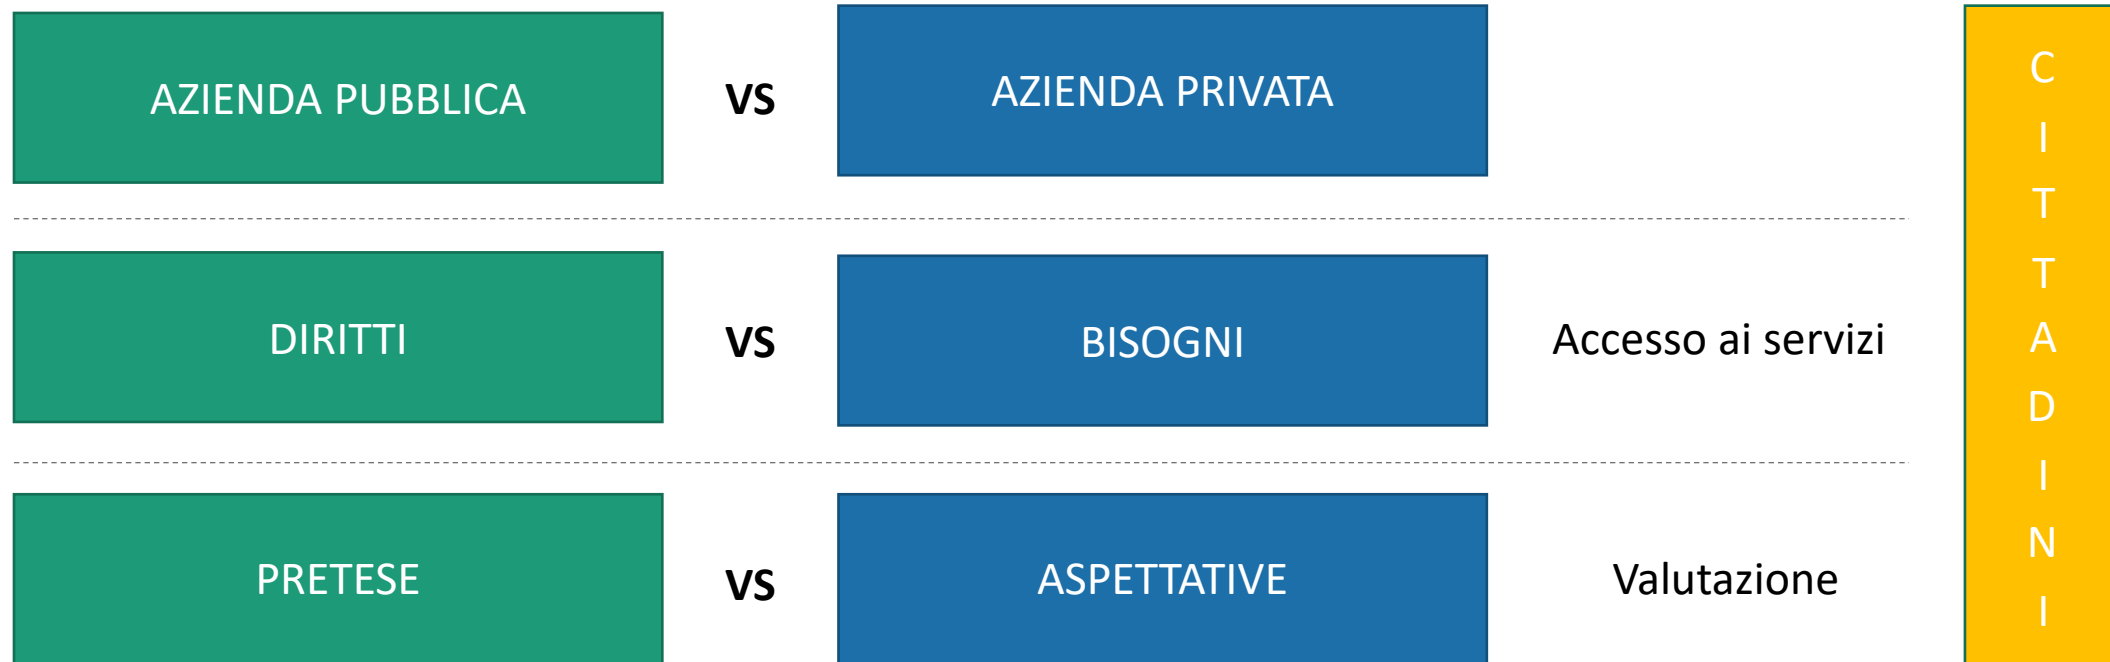 AZIENDA PUBBLICA
VS
AZIENDA PRIVATA
DIRITTI
VS
BISOGNI
Accesso ai servizi
PRETESE
VS
ASPETTATIVE
Valutazione
C
I
T
T
A
D
I
N
I